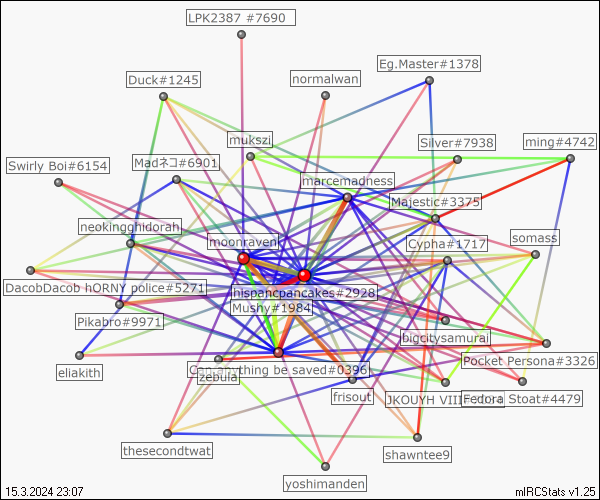 LPK2387 #7690
Eg.Master#1378
Duck#1245
normalwan
mukszi
Silver#7938
ming#4742
Swirly Boi#6154
Madネコ#6901
marcemadness
Majestic#3375
neokingghidorah
moonraven
Cypha#1717
somass
DacobDacob hORNY police#5271
hispancpancakes#2928
Mushy#1984
Pikabro#9971
bigcitysamurai
Pocket Persona#3326
eliakith
Can anything be saved#0396
zebula
frisout
JKOUYH VIII
Fedora Stoat#4479
thesecondtwat
shawntee9
yoshimanden
15.3.2024 23:07
mIRCStats v1.25